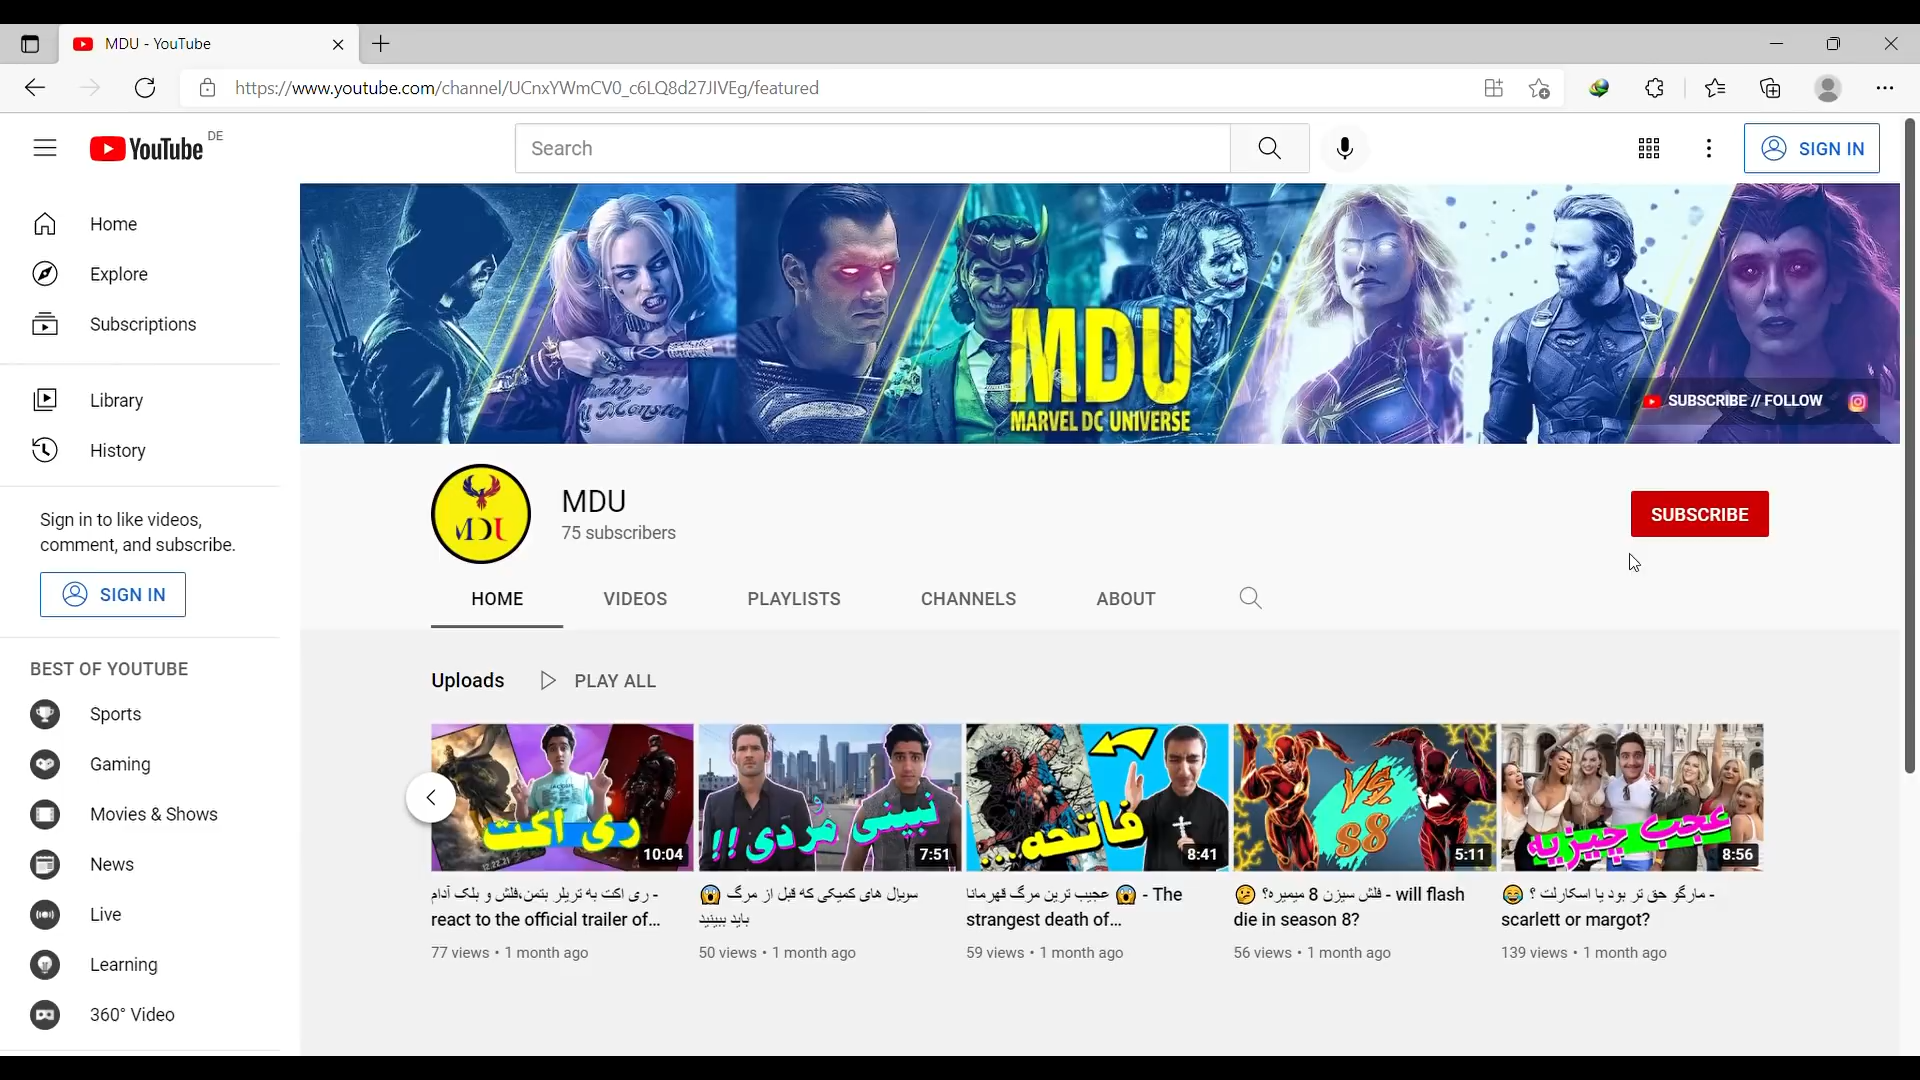 MDU - YouTube
https://www.youtube.com/channel/UCnxYWmCV0_c6LQ8d27JIVEg/featured
YouTube DE
Search
SIGN IN
Home
Explore
Subscriptions
Library
History
Sign in to like videos,
comment, and subscribe.
SIGN IN
BEST OF YOUTUBE
Sports
Gaming
Movies & Shows
News
Live
Learning
360° Video
Daddy's
Lil Monster
MDU
MARVEL DC UNIVERSE
SUBSCRIBE // FOLLOW
MDU
MDU
75 subscribers
SUBSCRIBE
HOME
VIDEOS
PLAYLISTS
CHANNELS
ABOUT
Uploads
PLAY ALL
ری اکت
10:04
ری اکت به تریلر بتمن،فلش و بلک آدام -
react to the official trailer of...
77 views • 1 month ago
نبینی مُردی !!
7:51
سریال های کمیکی که قبل از مرگ 😱
باید ببینید
50 views • 1 month ago
فاتحه...
8:41
عجیب ترین مرگ قهرمانا 😱 - The
strangest death of...
59 views • 1 month ago
VS.
S8
5:11
🤔 فلش سیزن 8 میمیره؟ - will flash
die in season 8?
56 views • 1 month ago
عجب چیزیه
8:56
😂 مارگو حق تر بود یا اسکارلت ؟ -
scarlett or margot?
139 views • 1 month ago